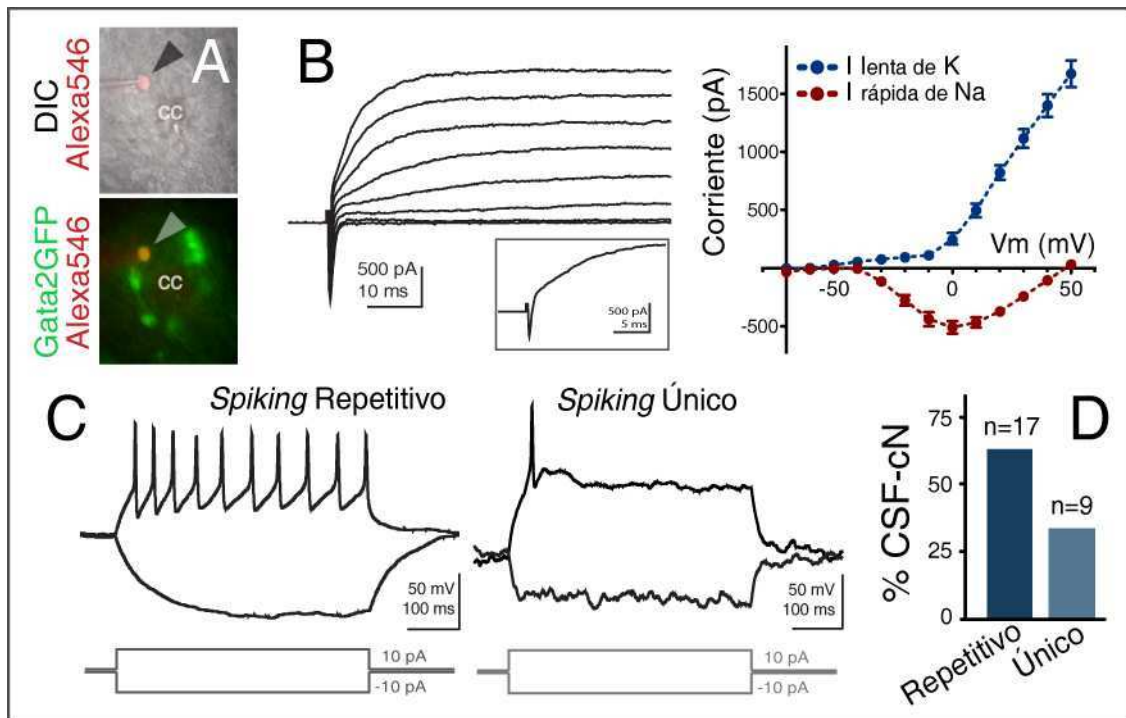 A
DIC
Alexa546
cc
Gata2GFP
Alexa546
cc
B
500 pA
10 ms
500 pA
5 ms
I lenta de K
I rápida de Na
Corriente (pA)
1500
500
-500
Vm (mV)
-50
0
50
C
Spiking Repetitivo
50 mV
100 ms
10 pA
-10 pA
Spiking Único
50 mV
100 ms
10 pA
-10 pA
D
% CSF-cN
75
50
25
0
n=17
n=9
Repetitivo
Único